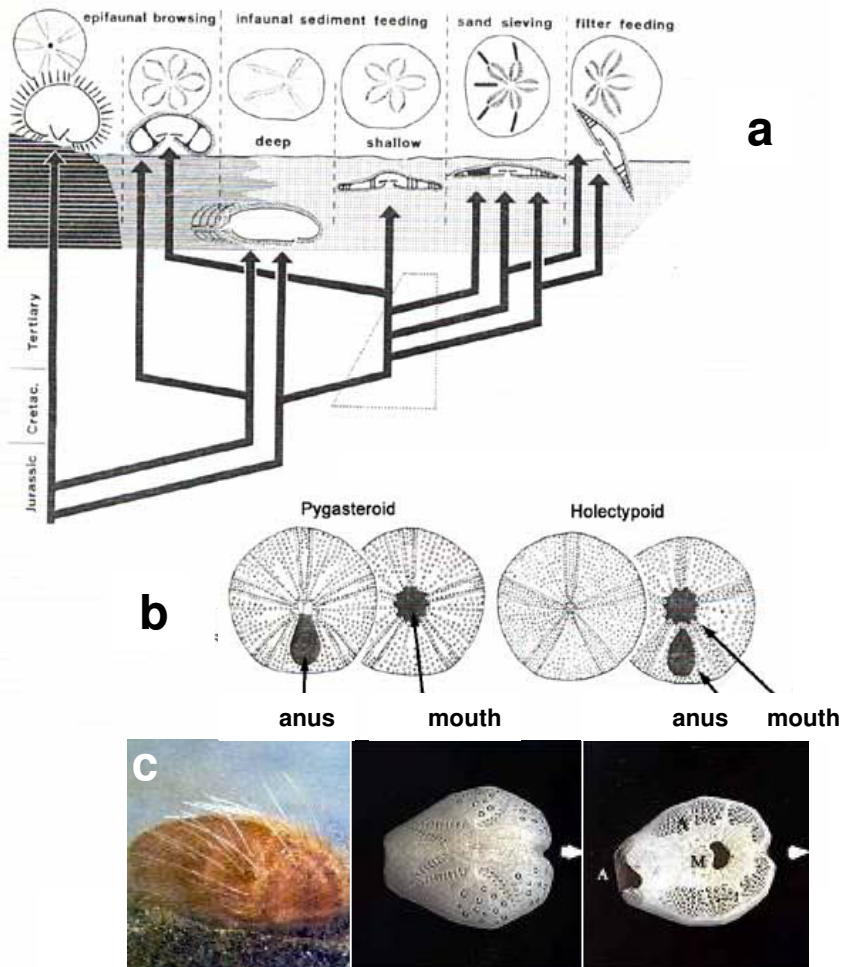 epifaunal browsing infaunal sediment feeding sand sieving filter feeding
a
deep shallow
Tertiary
Cretac.
Jurassic
Pygasteroid Holectypoid
b
anus mouth anus mouth
c
A M